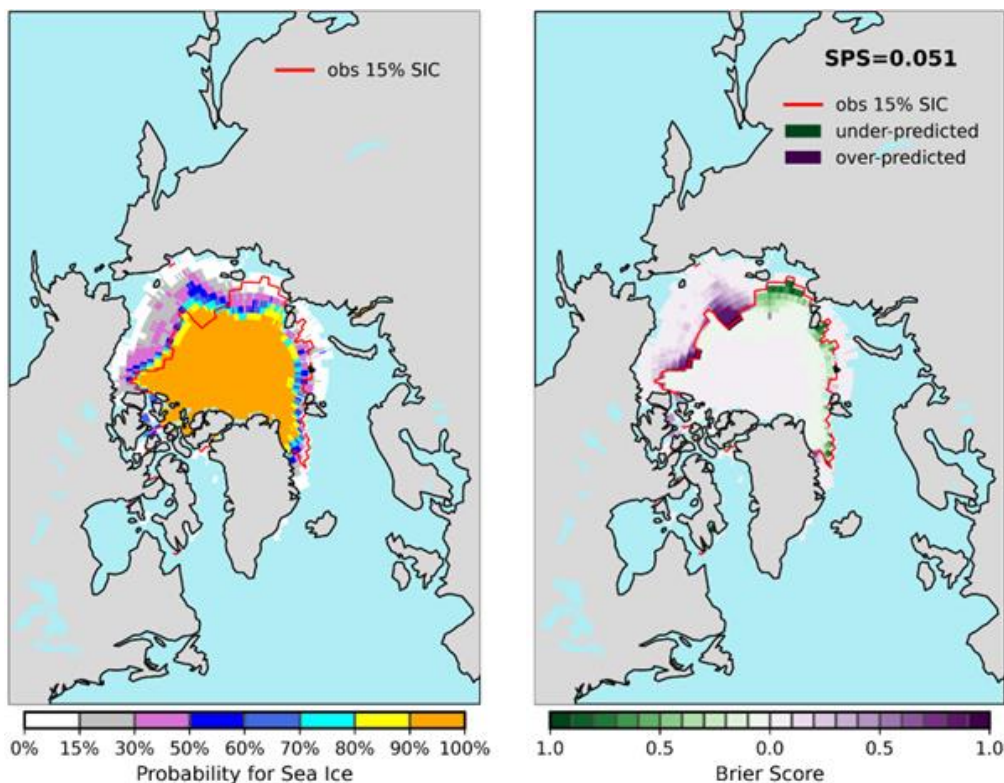 obs 15% SIC
0% 15% 30% 50% 60% 70% 80% 90% 100%
Probability for Sea Ice
SPS=0.051
obs 15% SIC
under-predicted
over-predicted
1.0 0.5 0.0 0.5 1.0
Brier Score